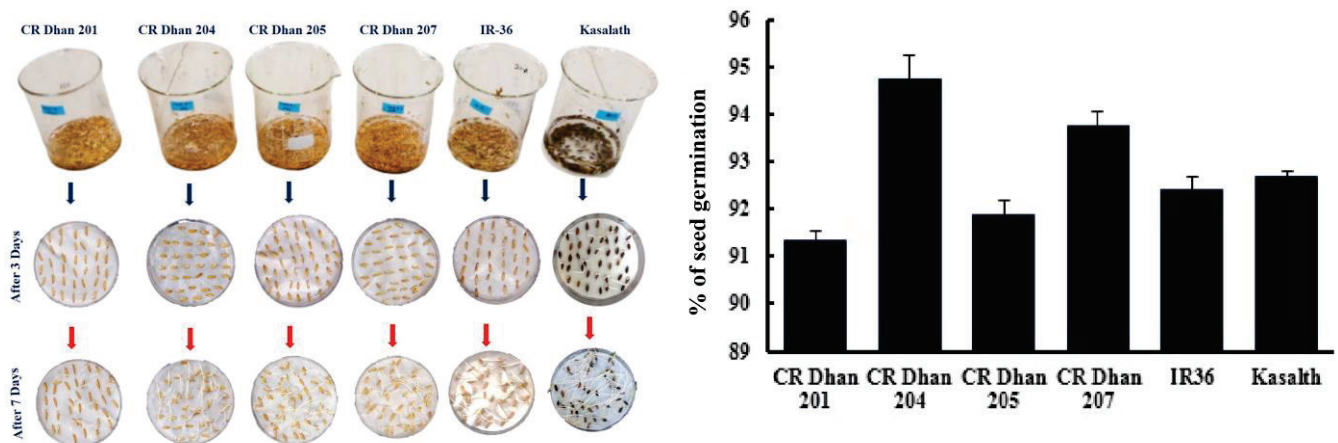 CR Dhan 201
CR Dhan 204
CR Dhan 205
CR Dhan 207
IR-36
Kasalath
After 3 Days
After 7 Days
% of seed germination
96
95
94
93
92
91
90
89
CR Dhan
201
CR Dhan
204
CR Dhan
205
CR Dhan
207
IR36
Kasalth